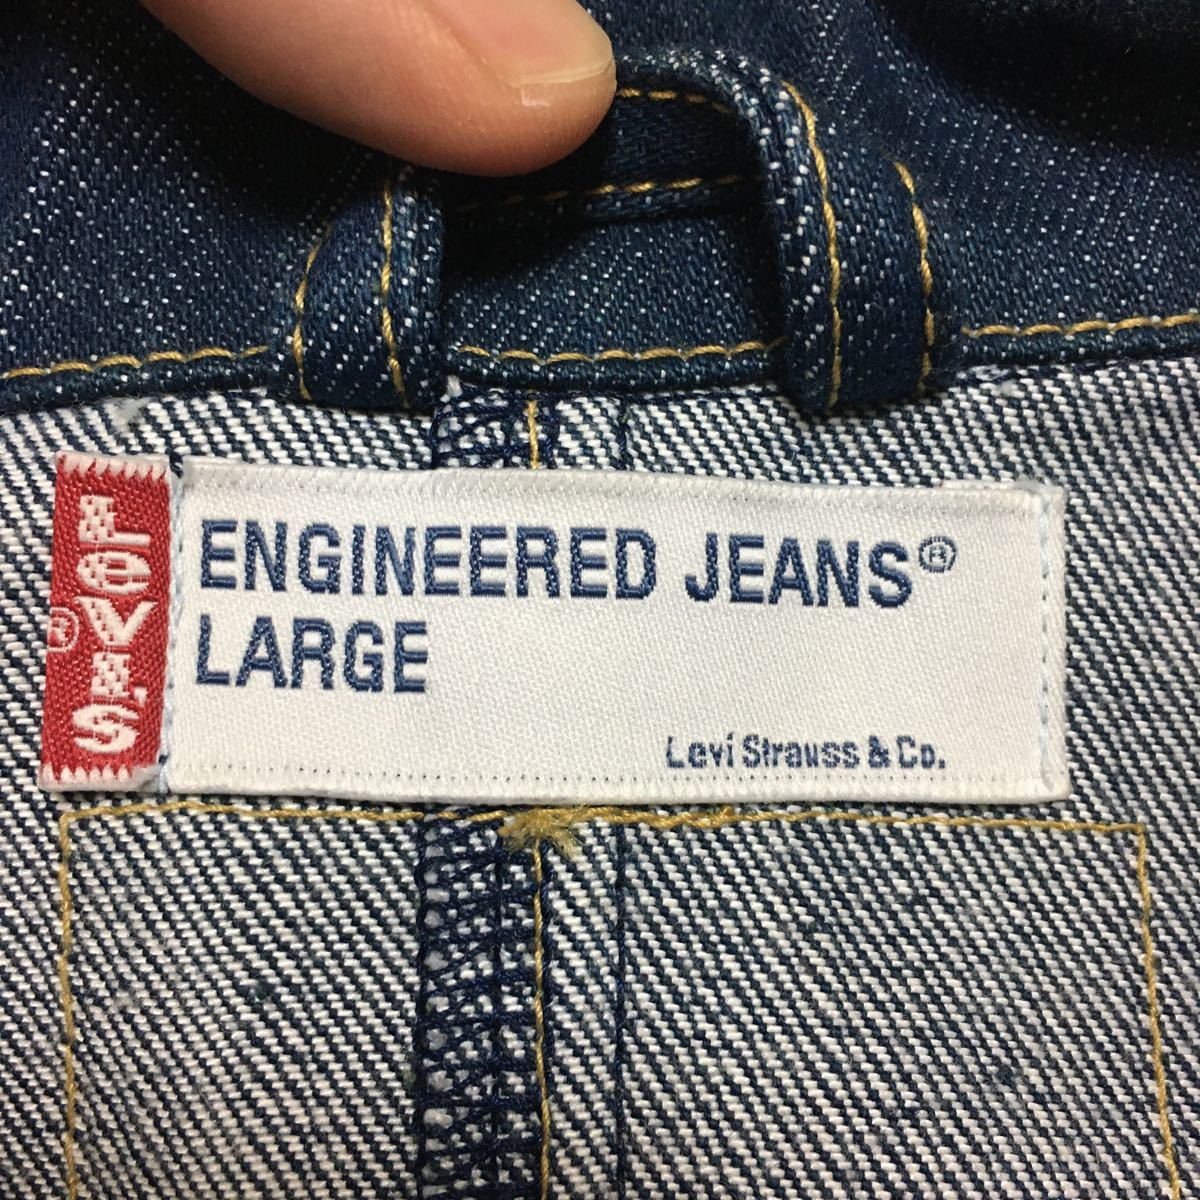 LEVI'S
®
ENGINEERED JEANS®
LARGE
Levi Strauss & Co.